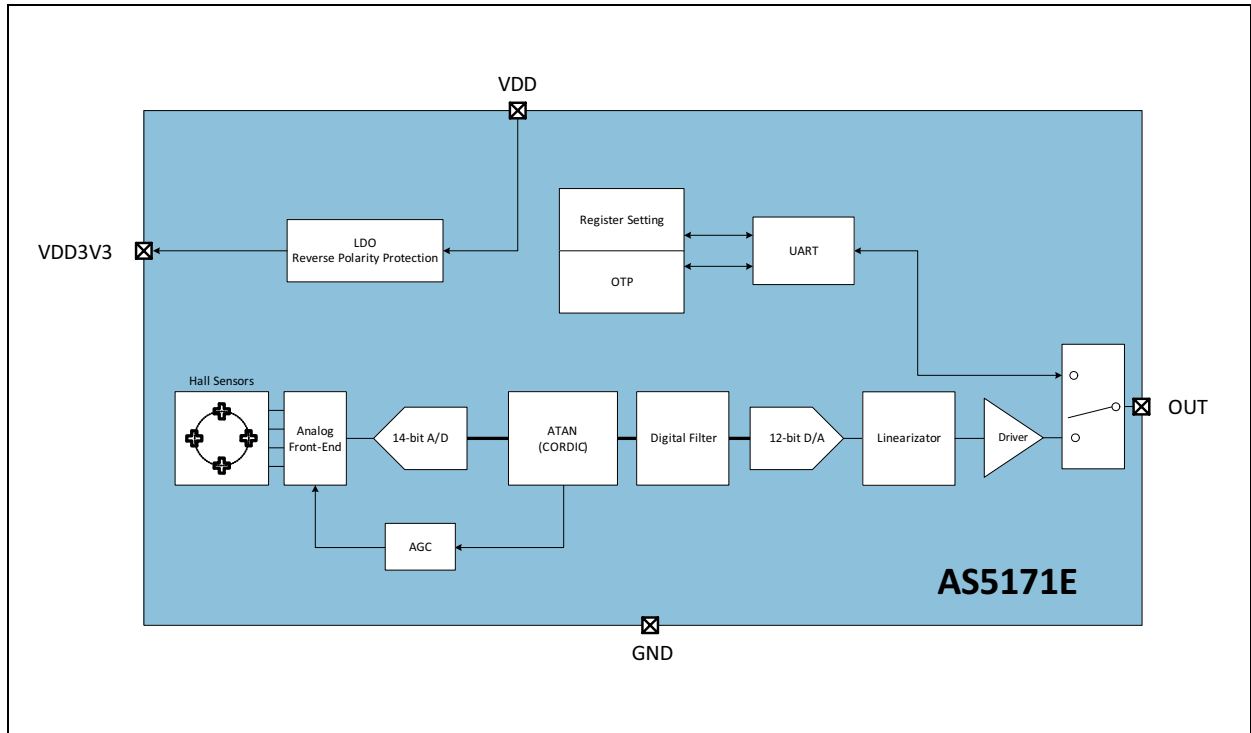 VDD
VDD3V3
LDO
Reverse Polarity Protection
Register Setting
OTP
UART
Hall Sensors
Analog
Front-End
14-bit A/D
ATAN
(CORDIC)
Digital Filter
12-bit D/A
Linearizator
Driver
OUT
AGC
AS5171E
GND